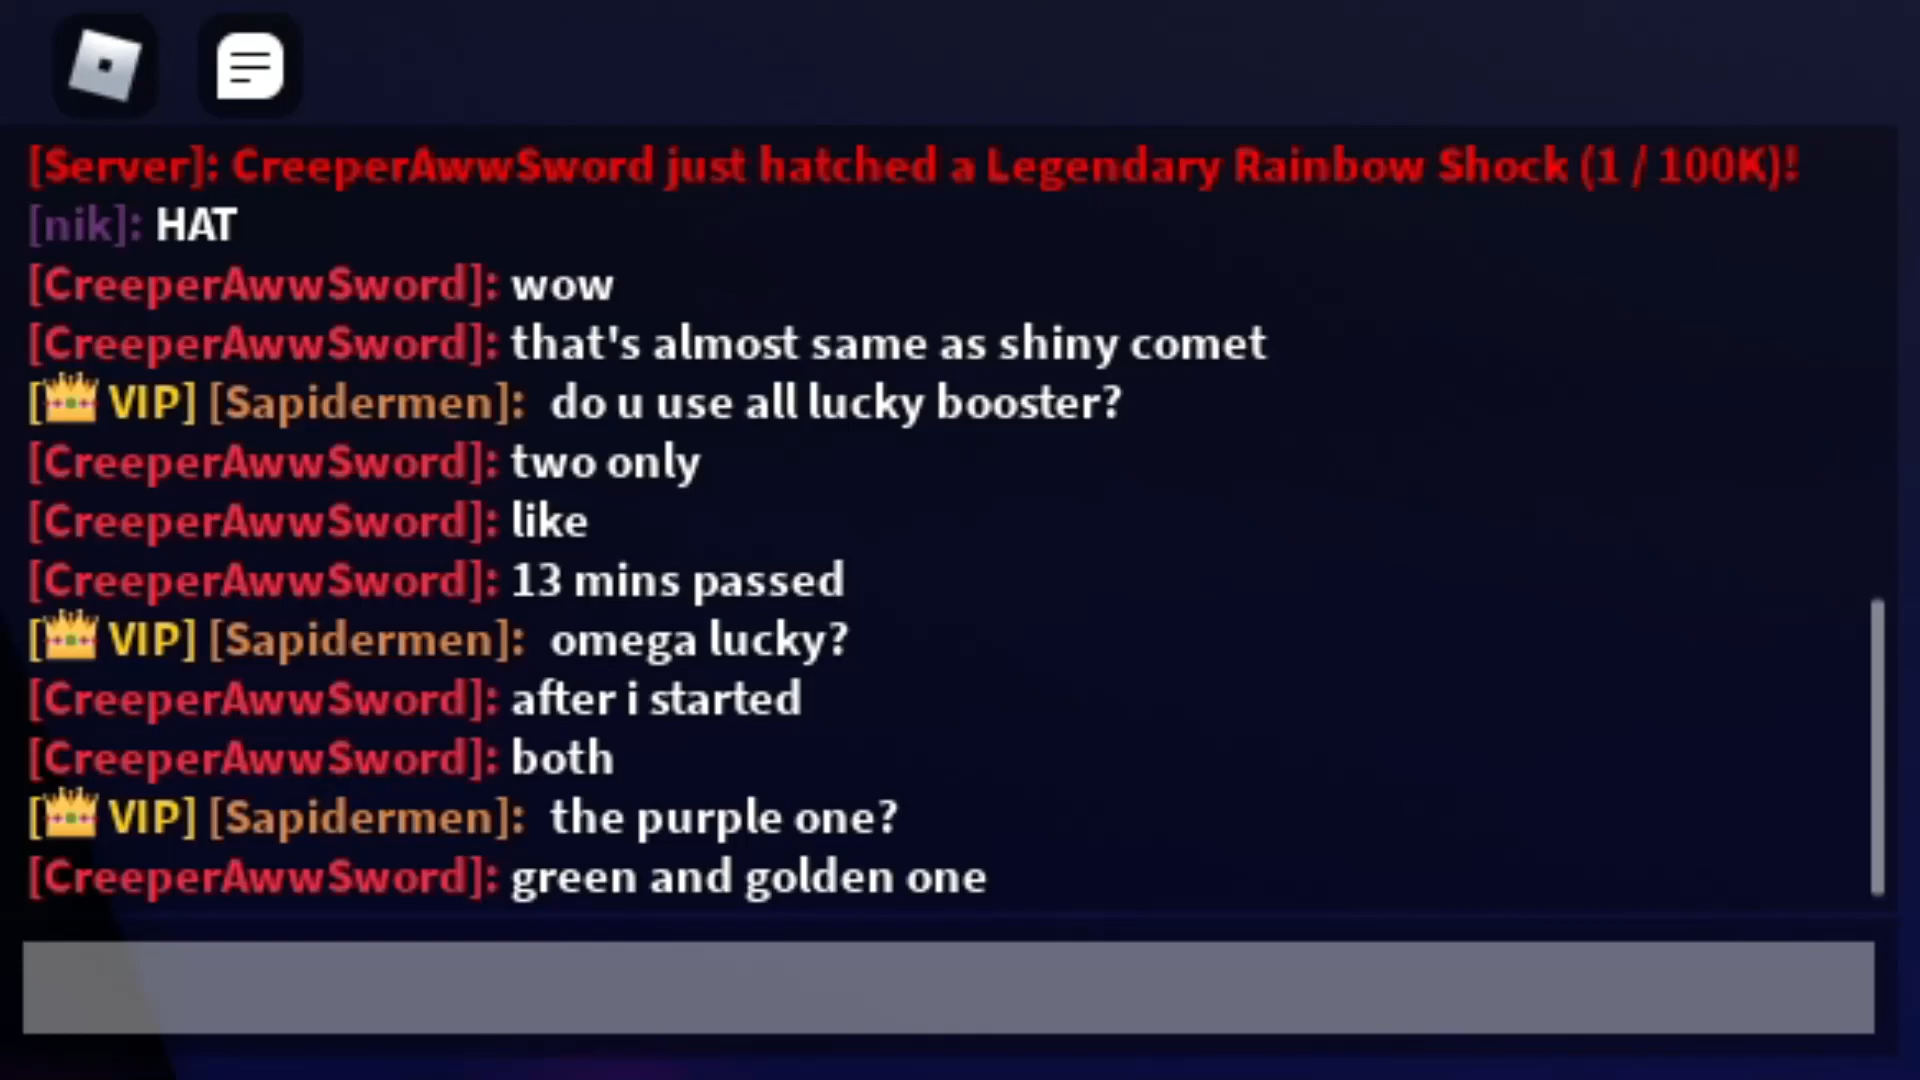 [Server]: CreeperAwwSword just hatched a Legendary Rainbow Shock (1 / 100K)!
[nik]: HAT
[CreeperAwwSword]: wow
[CreeperAwwSword]: that's almost same as shiny comet
[👑 VIP] [Sapidermen]: do u use all lucky booster?
[CreeperAwwSword]: two only
[CreeperAwwSword]: like
[CreeperAwwSword]: 13 mins passed
[👑 VIP] [Sapidermen]: omega lucky?
[CreeperAwwSword]: after i started
[CreeperAwwSword]: both
[👑 VIP] [Sapidermen]: the purple one?
[CreeperAwwSword]: green and golden one